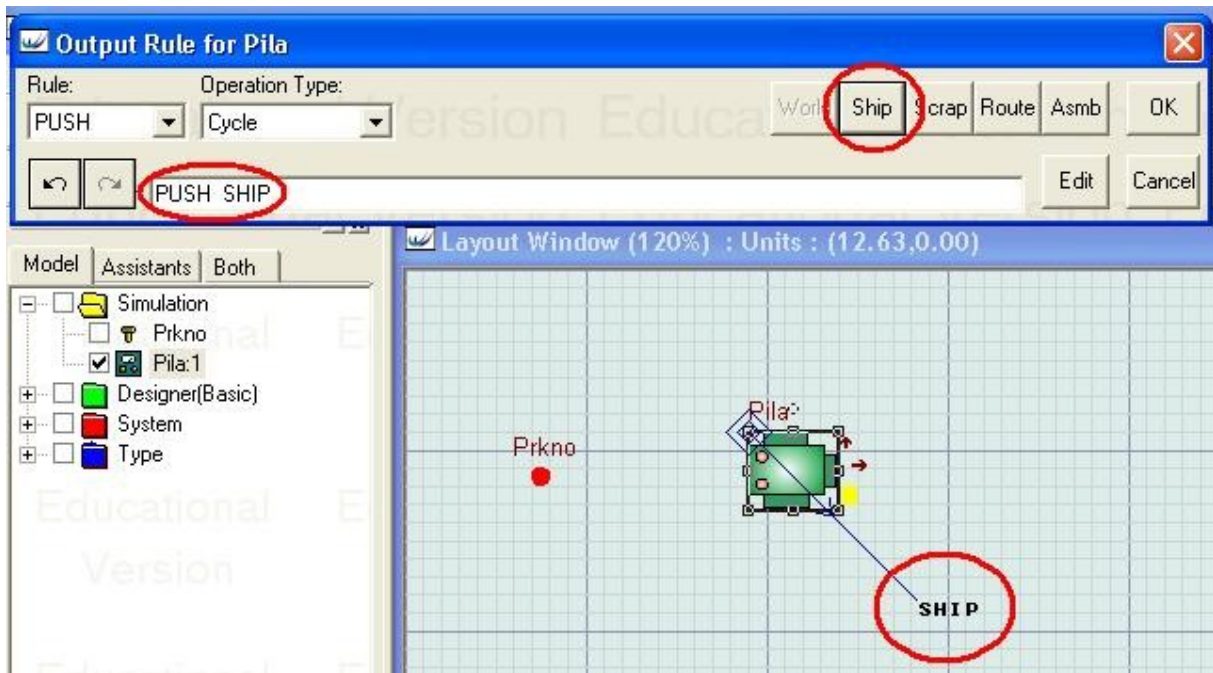 Output Rule for Pila
Rule: Operation Type:
PUSH Cycle Work Ship Scrap Route Asmb OK
PUSH SHIP Edit Cancel
Layout Window (120%) : Units : (12.63,0.00)
Model Assistants Both
Simulation
Prkno
Pila:1
Designer(Basic)
System
Type
Pila
Prkno
SHIP
Educational
Version